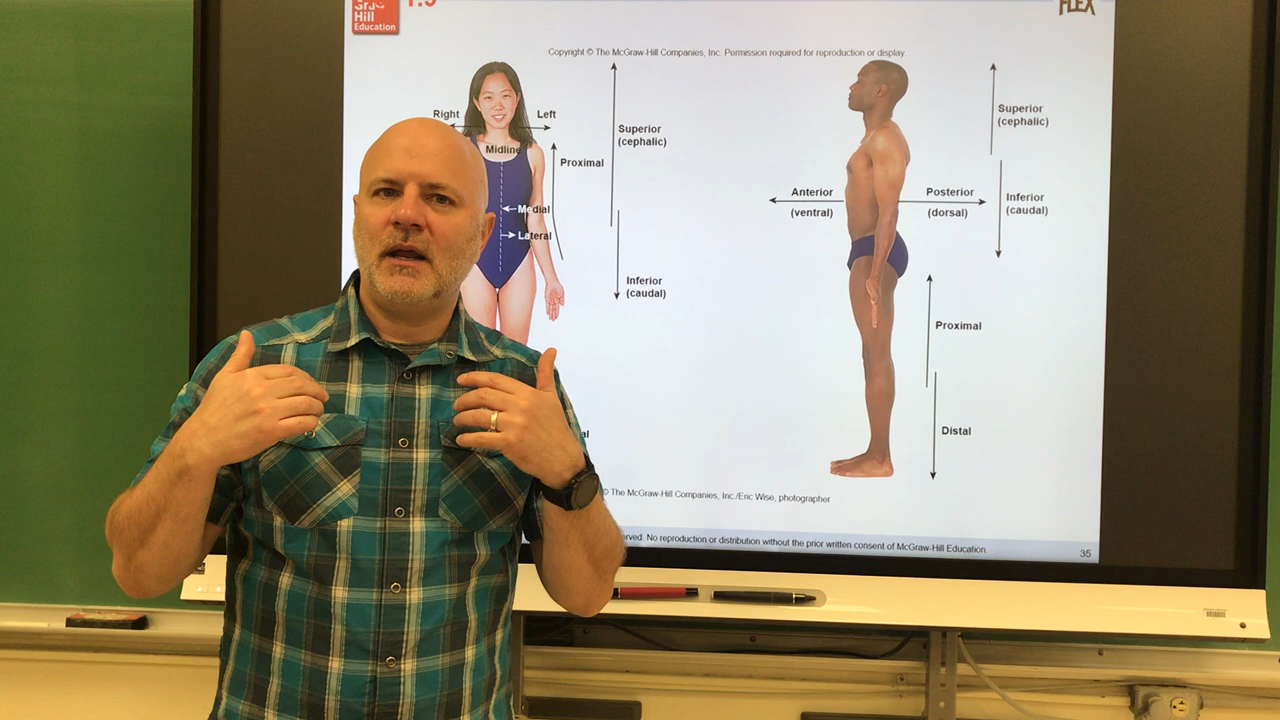 Hill
Education
1.9
FLEX
Copyright © The McGraw-Hill Companies, Inc. Permission required for reproduction or display.
Right
Left
Midline
Proximal
Medial
Lateral
Superior
(cephalic)
Inferior
(caudal)
Superior
(cephalic)
Anterior
(ventral)
Posterior
(dorsal)
Inferior
(caudal)
Proximal
Distal
© The McGraw-Hill Companies, Inc./Eric Wise, photographer
No reproduction or distribution without the prior written consent of McGraw-Hill Education.
35